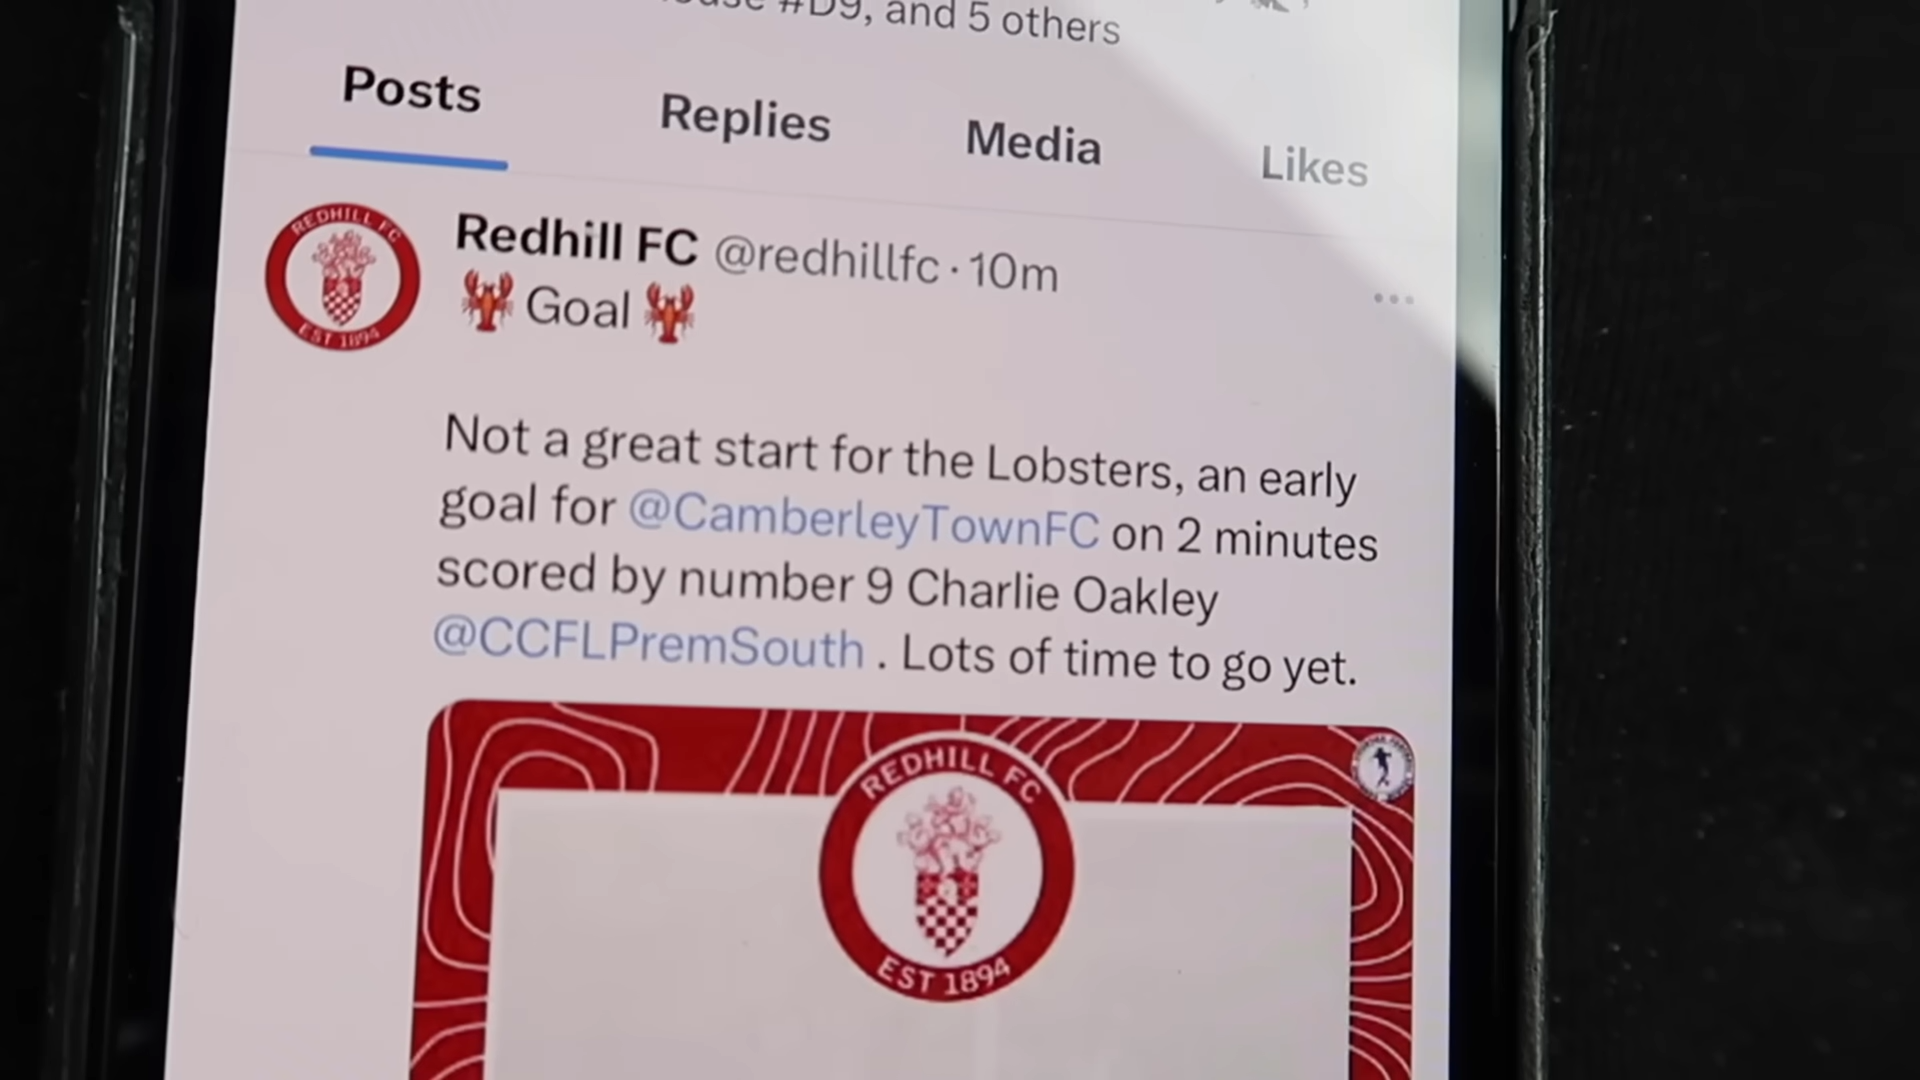 #D9, and 5 others
Posts Replies Media Likes
REDHILL FC
EST 1894
Redhill FC @redhillfc · 10m
🦞 Goal 🦞
Not a great start for the Lobsters, an early
goal for @CamberleyTownFC on 2 minutes
scored by number 9 Charlie Oakley
@CCFLPremSouth . Lots of time to go yet.
REDHILL FC
EST 1894